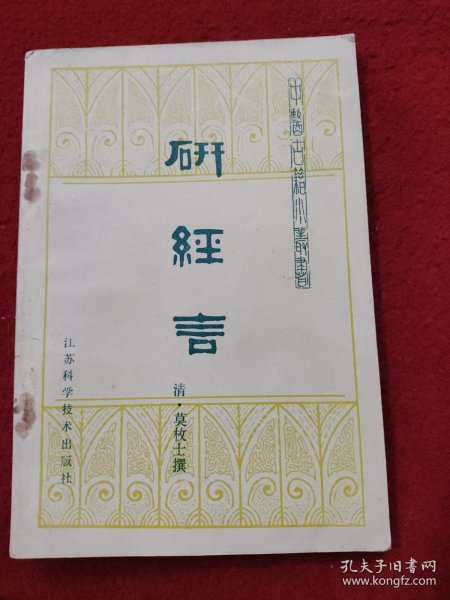 中醫古籍小叢書
研經言
清·莫枚士撰
江苏科学技术出版社
孔夫子旧书网
www.kongfz.com